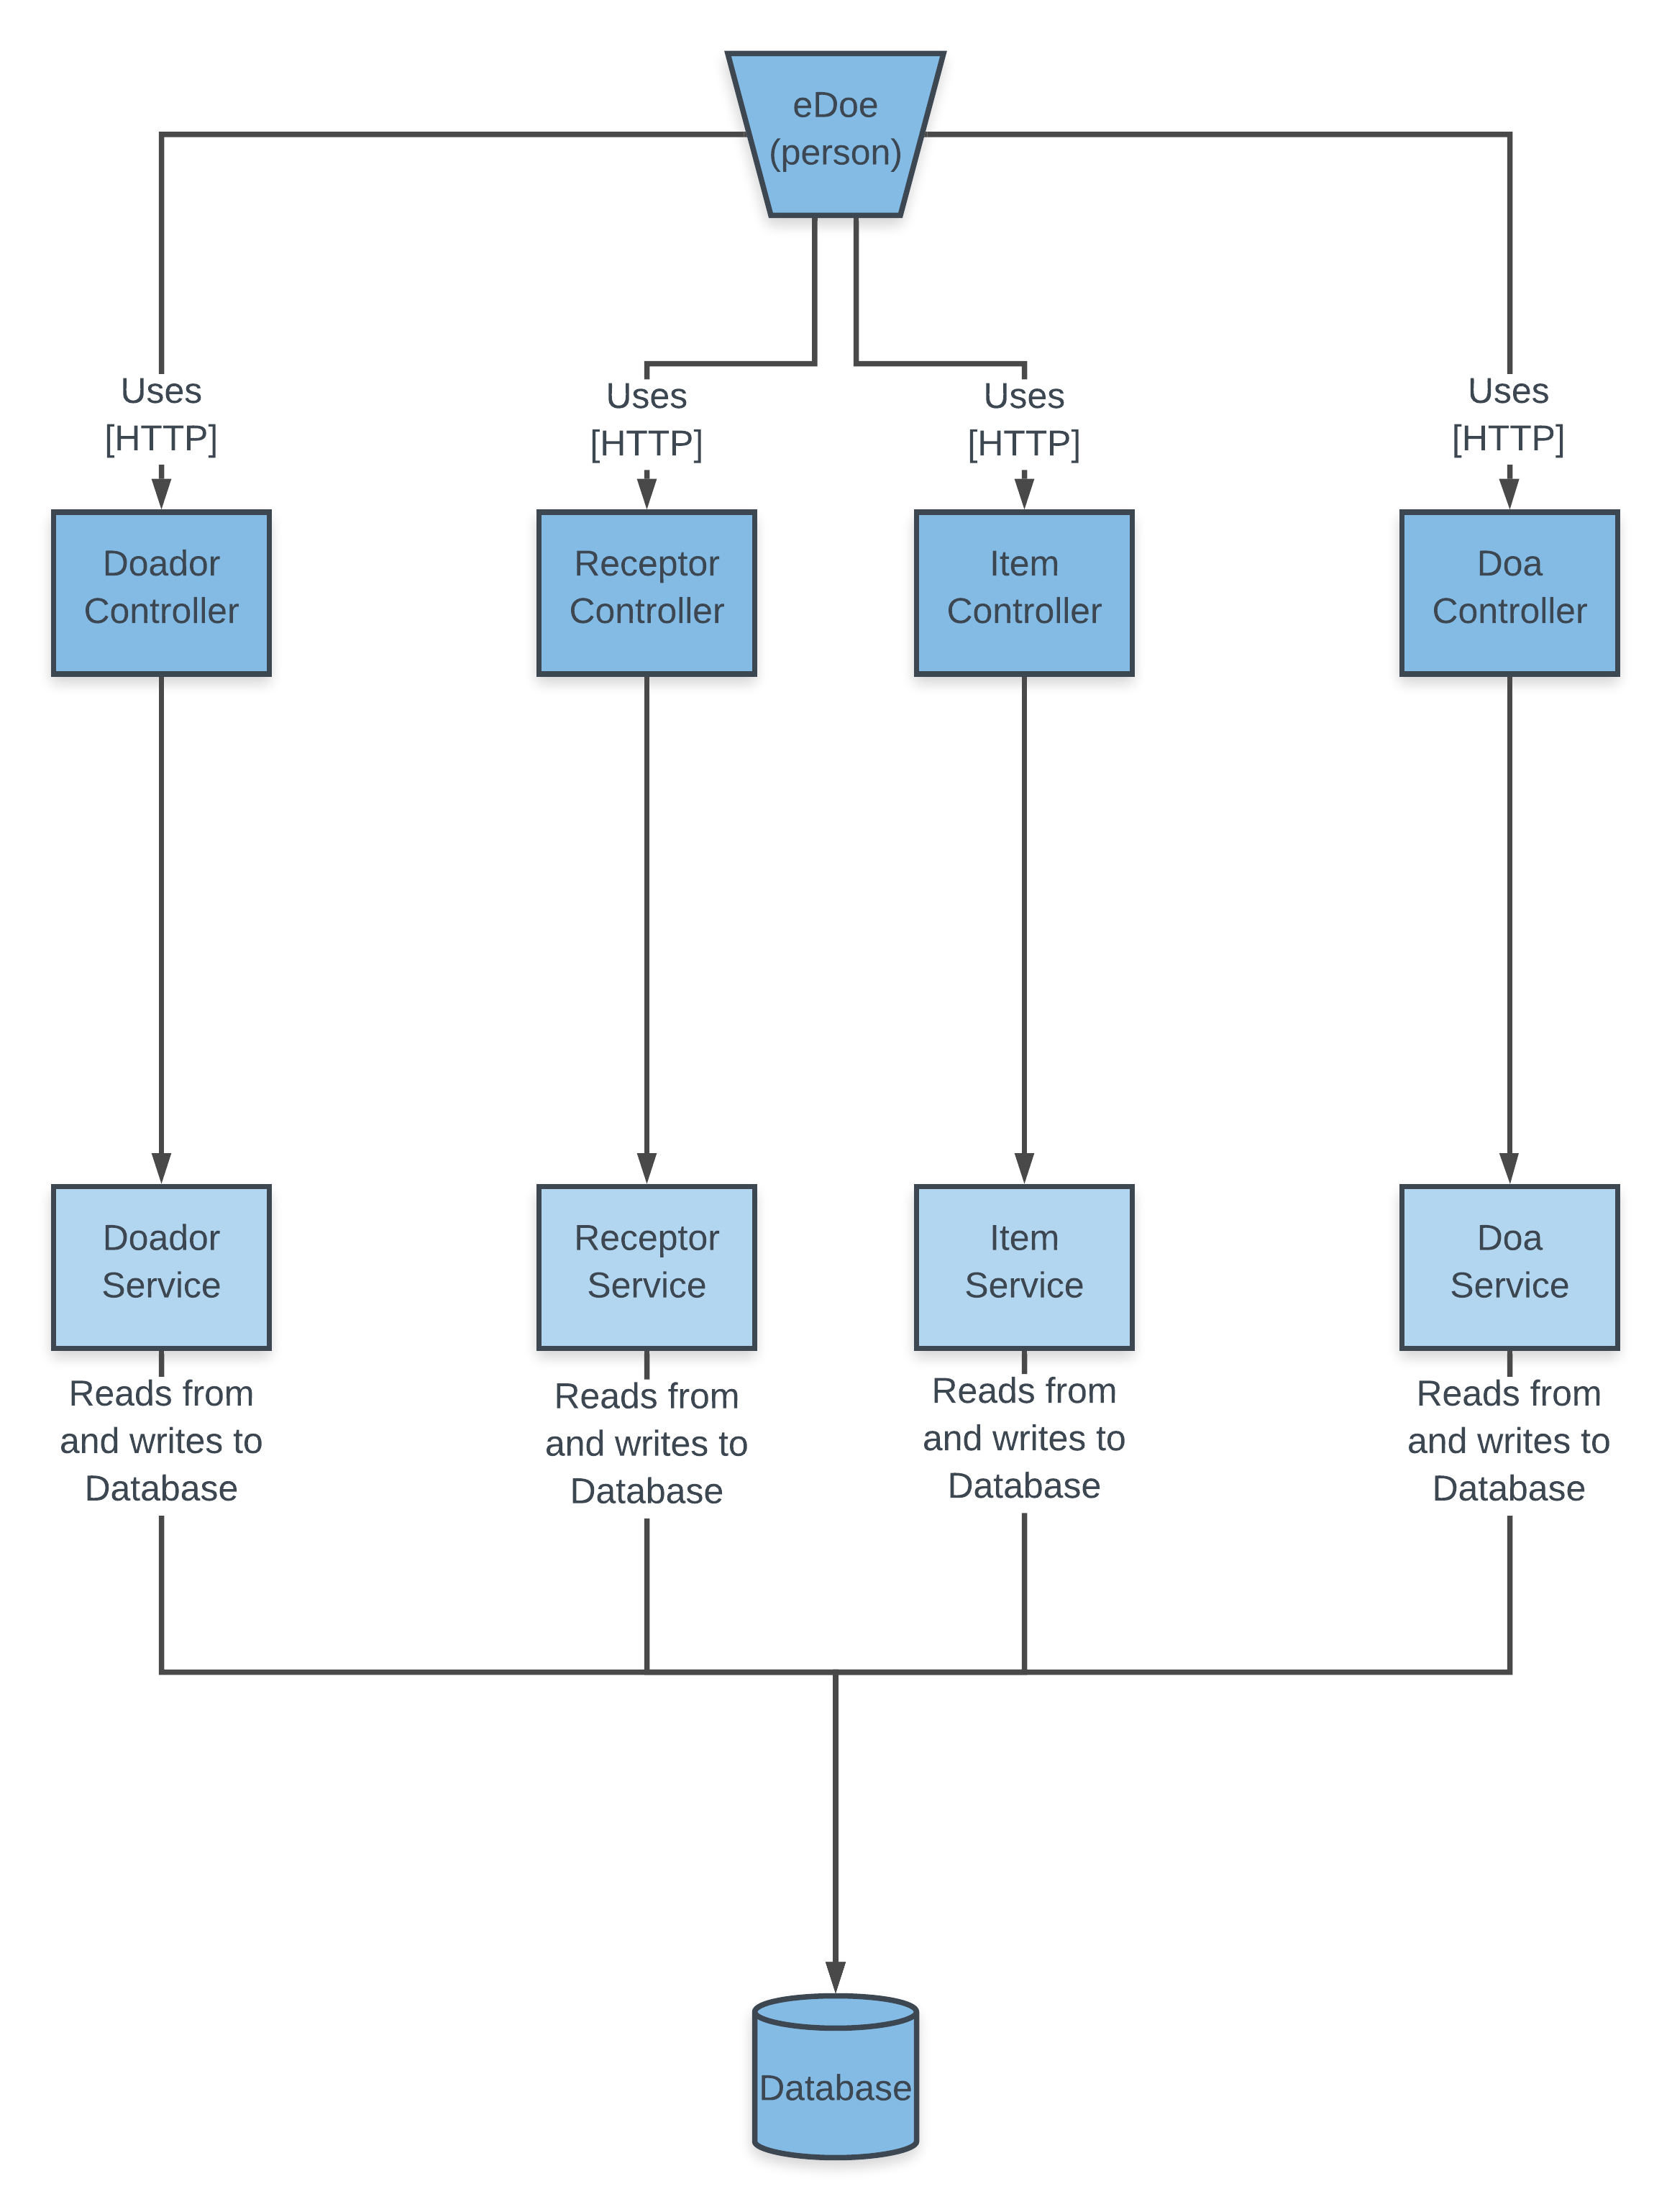 eDoe
(person)
Uses
[HTTP]
Uses
[HTTP]
Uses
[HTTP]
Uses
[HTTP]
Doador
Controller
Receptor
Controller
Item
Controller
Doa
Controller
Doador
Service
Receptor
Service
Item
Service
Doa
Service
Reads from
and writes to
Database
Reads from
and writes to
Database
Reads from
and writes to
Database
Reads from
and writes to
Database
Database